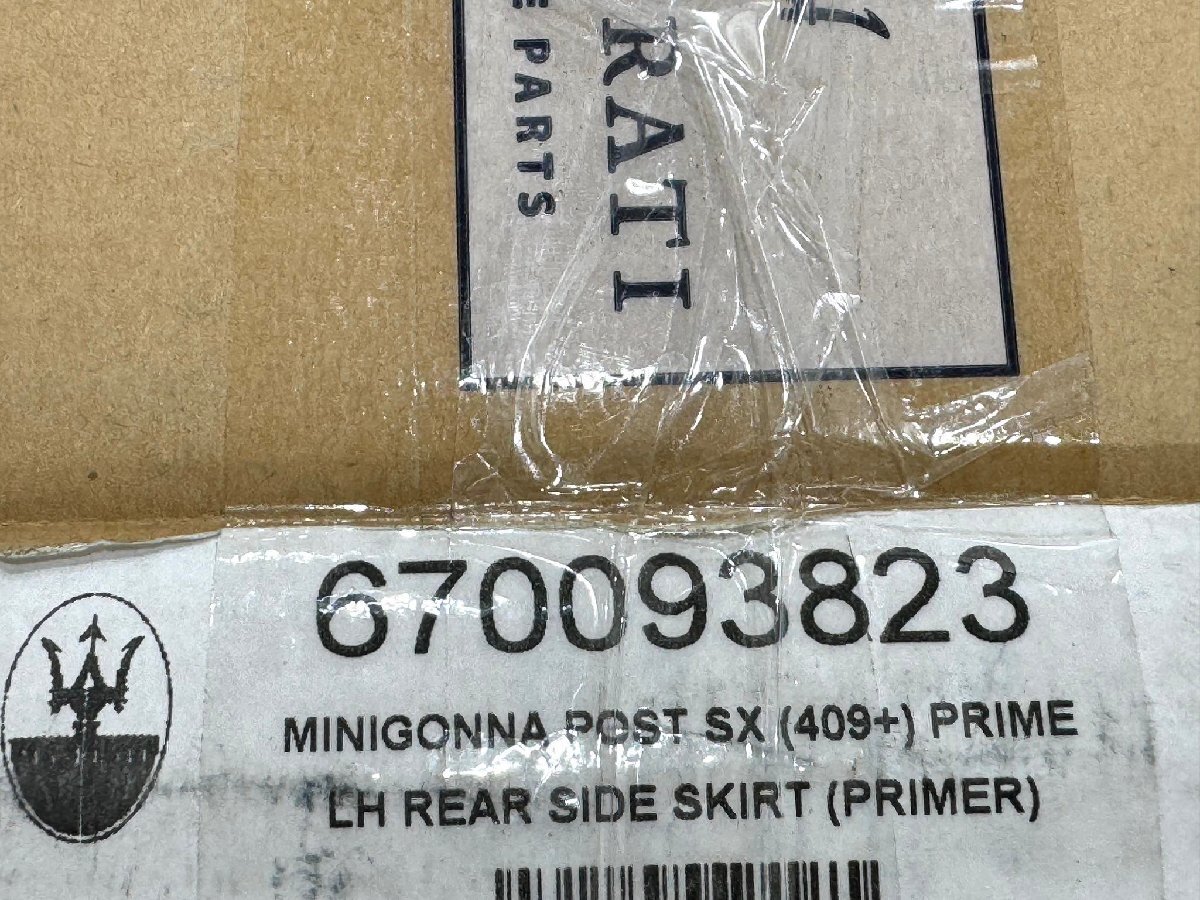 RATI
E PARTS
670093823
MINIGONNA POST SX (409+) PRIME
LH REAR SIDE SKIRT (PRIMER)